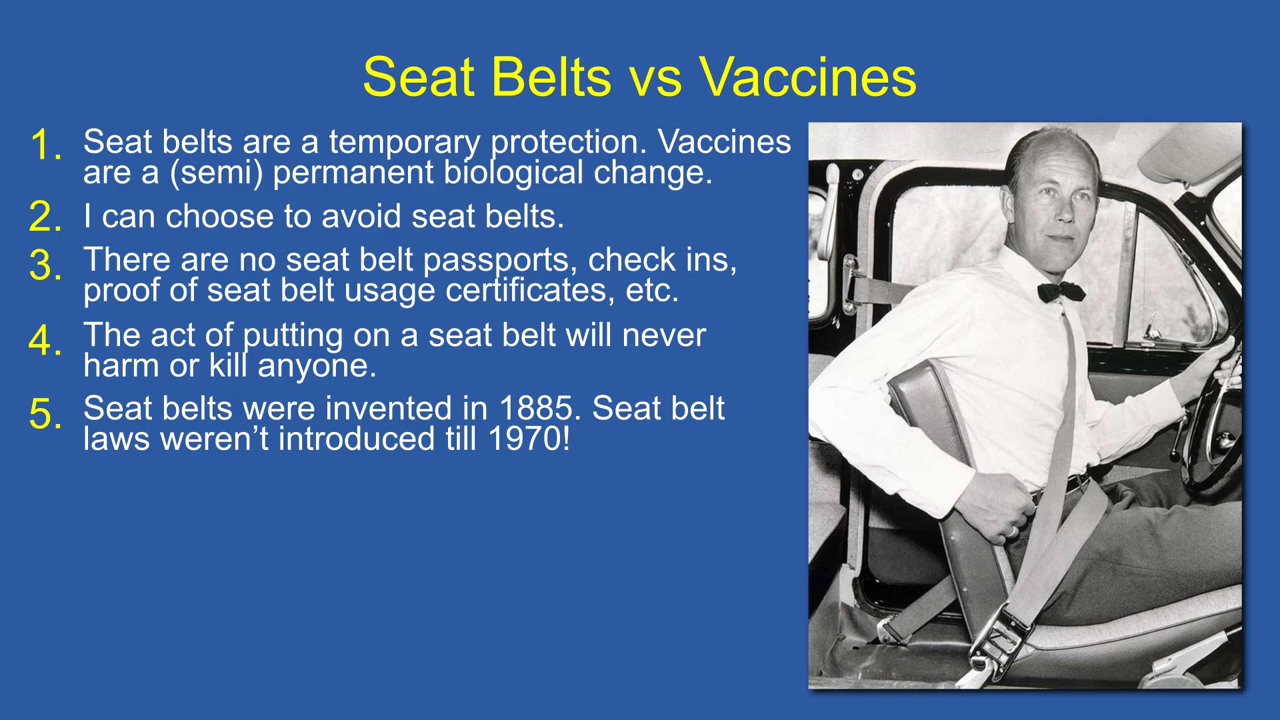 Seat Belts vs Vaccines
1. Seat belts are a temporary protection. Vaccines
are a (semi) permanent biological change.
2. I can choose to avoid seat belts.
3. There are no seat belt passports, check ins,
proof of seat belt usage certificates, etc.
4. The act of putting on a seat belt will never
harm or kill anyone.
5. Seat belts were invented in 1885. Seat belt
laws weren’t introduced till 1970!